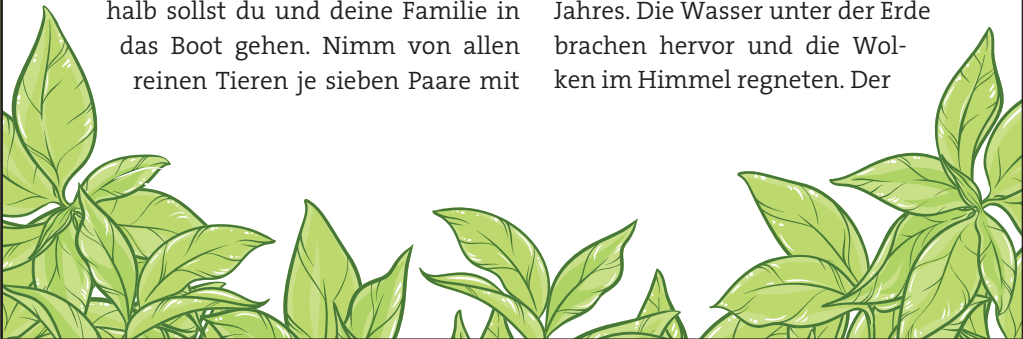 halb sollst du und deine Familie in
das Boot gehen. Nimm von allen
reinen Tieren je sieben Paare mit
Jahres. Die Wasser unter der Erde
brachen hervor und die Wol-
ken im Himmel regneten. Der